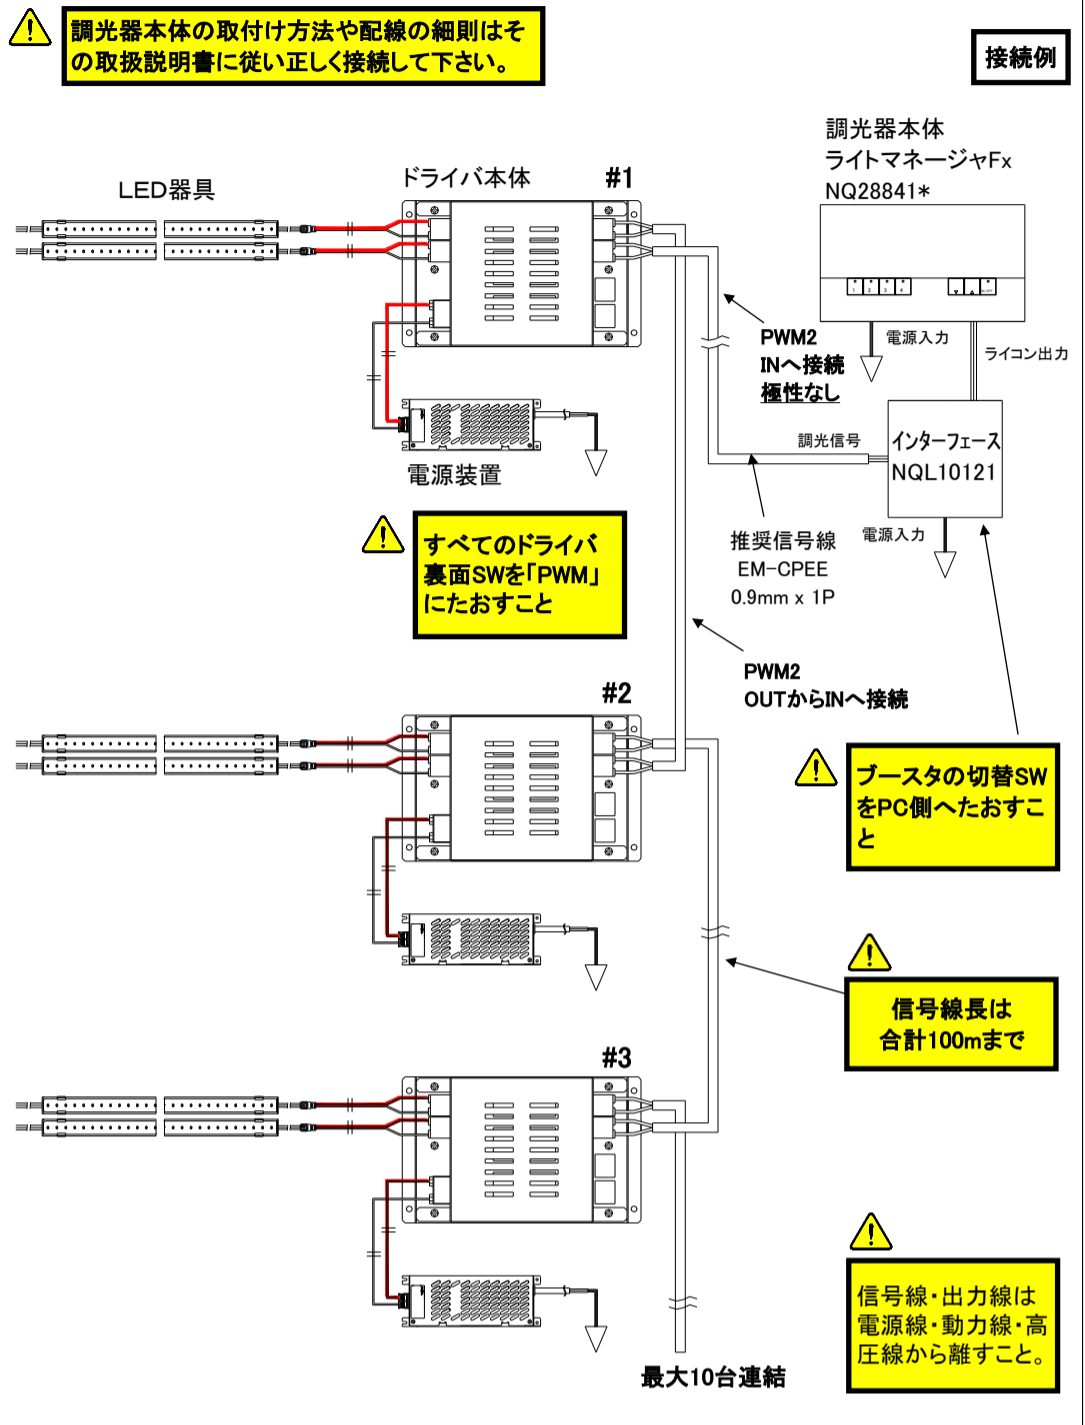 調光器本体の取付け方法や配線の細則はそ
の取扱説明書に従い正しく接続して下さい。
接続例
調光器本体
ライトマネージャFx
NQ28841*
LED器具
ドライバ本体
#1
1 2 3 4
電源入力
ライコン出力
PWM2
INへ接続
極性なし
調光信号
インターフェース
NQL10121
電源入力
電源装置
推奨信号線
EM-CPEE
0.9mm x 1P
すべてのドライバ
裏面SWを「PWM」
にたおすこと
PWM2
OUTからINへ接続
#2
ブースタの切替SW
をPC側へたおすこ
と
信号線長は
合計100mまで
#3
信号線・出力線は
電源線・動力線・高
圧線から離すこと。
最大10台連結